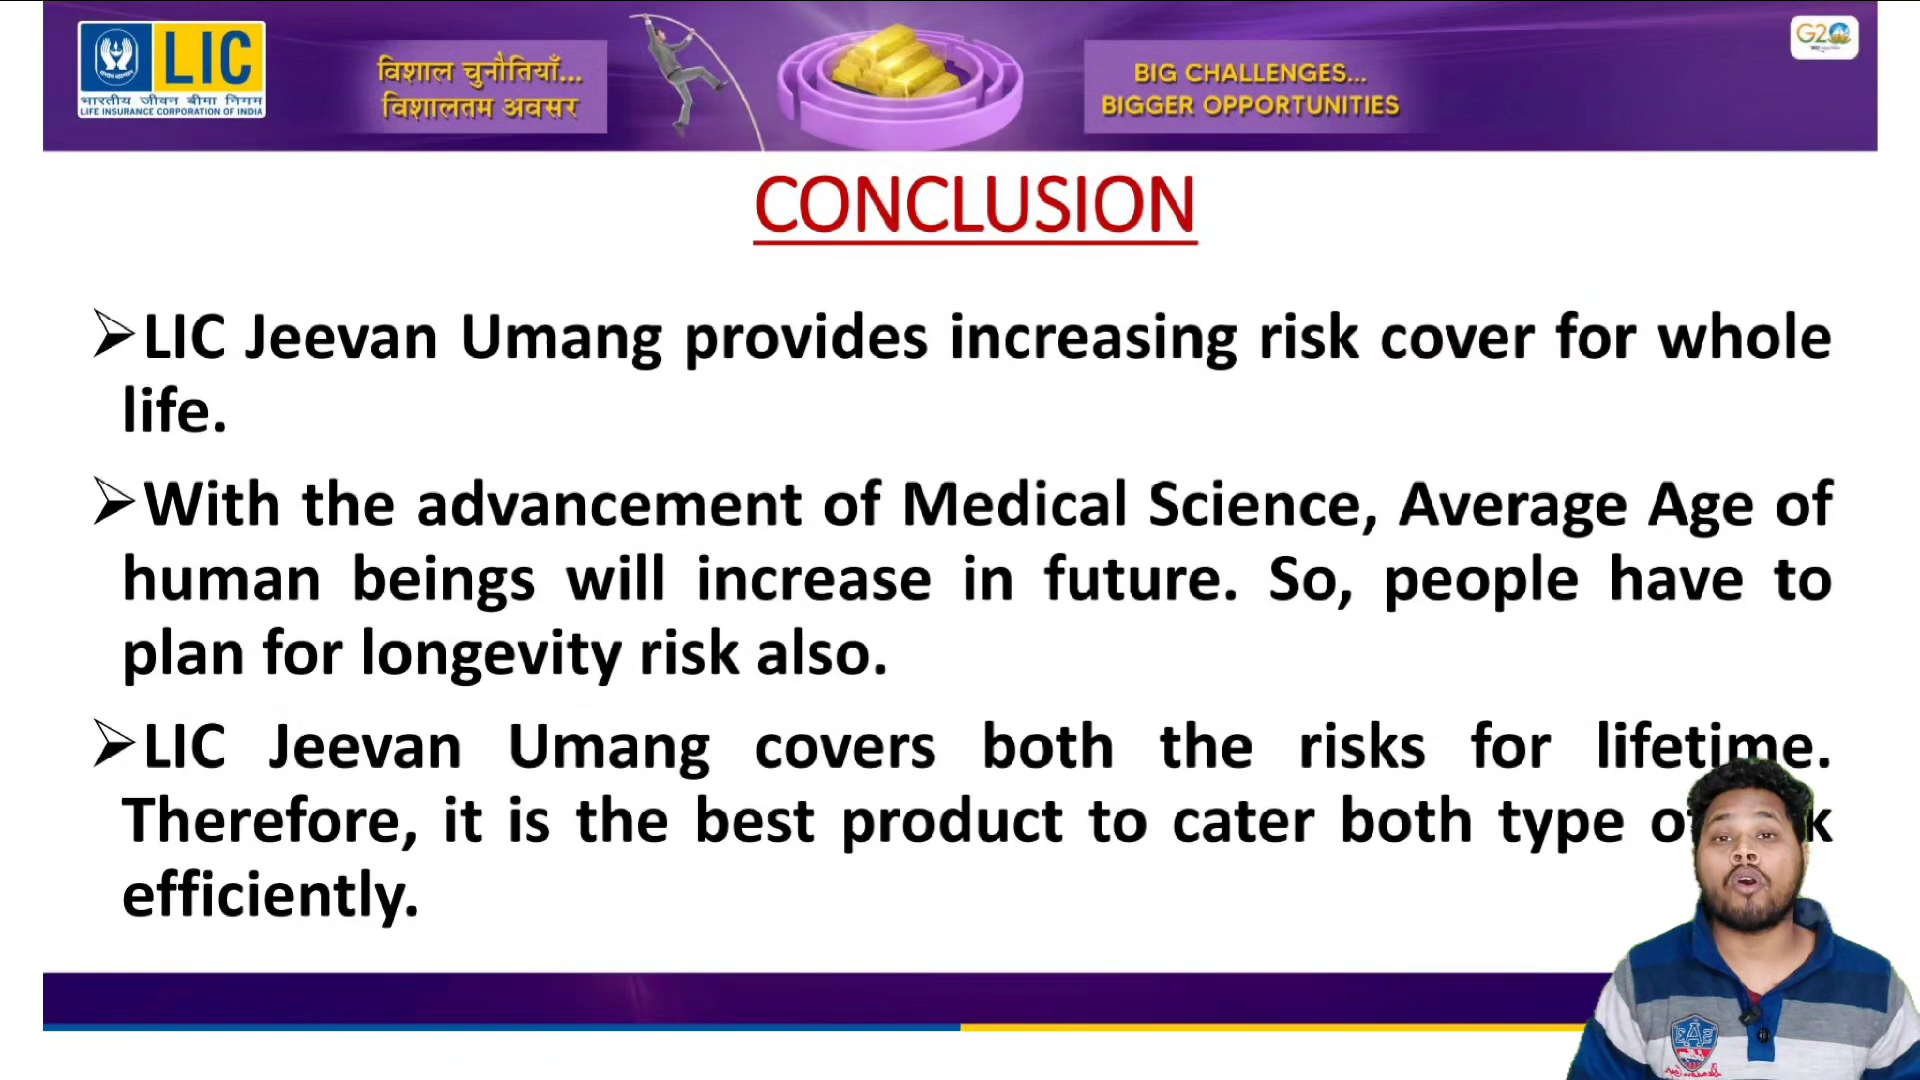 LIC
भारतीय जीवन बीमा निगम
LIFE INSURANCE CORPORATION OF INDIA
विशाल चुनौतियाँ...
विशालतम अवसर
BIG CHALLENGES...
BIGGER OPPORTUNITIES
G20
CONCLUSION
➢LIC Jeevan Umang provides increasing risk cover for whole
life.
➢With the advancement of Medical Science, Average Age of
human beings will increase in future. So, people have to
plan for longevity risk also.
➢LIC Jeevan Umang covers both the risks for lifetime.
Therefore, it is the best product to cater both type
efficiently.